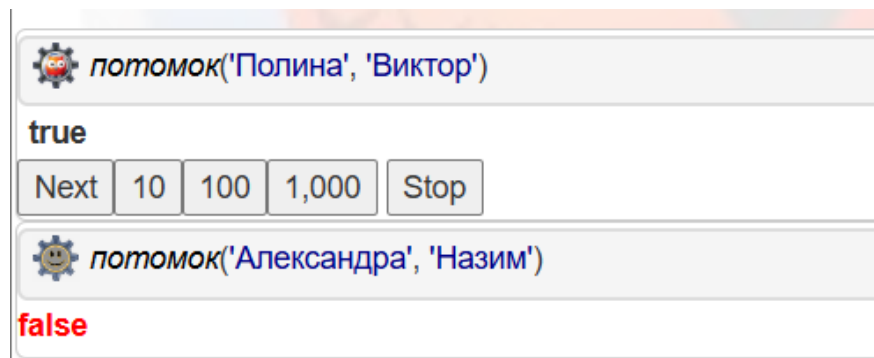 потомок('Полина', 'Виктор')
true
Next 10 100 1,000 Stop
потомок('Александра', 'Назим')
false